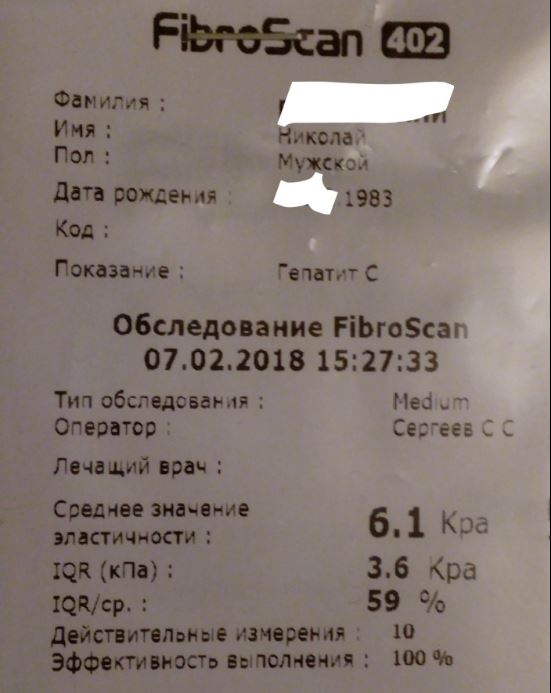 FibroScan 402
Фамилия :
Имя : Николай
Пол : Мужской
Дата рождения : .1983
Код :
Показание : Гепатит С
Обследование FibroScan
07.02.2018 15:27:33
Тип обследования : Medium
Оператор : Сергеев С С
Лечащий врач :
Среднее значение
эластичности : 6.1 Kpa
IQR (кПа) : 3.6 Kpa
IQR/ср. : 59 %
Действительные измерения : 10
Эффективность выполнения : 100 %